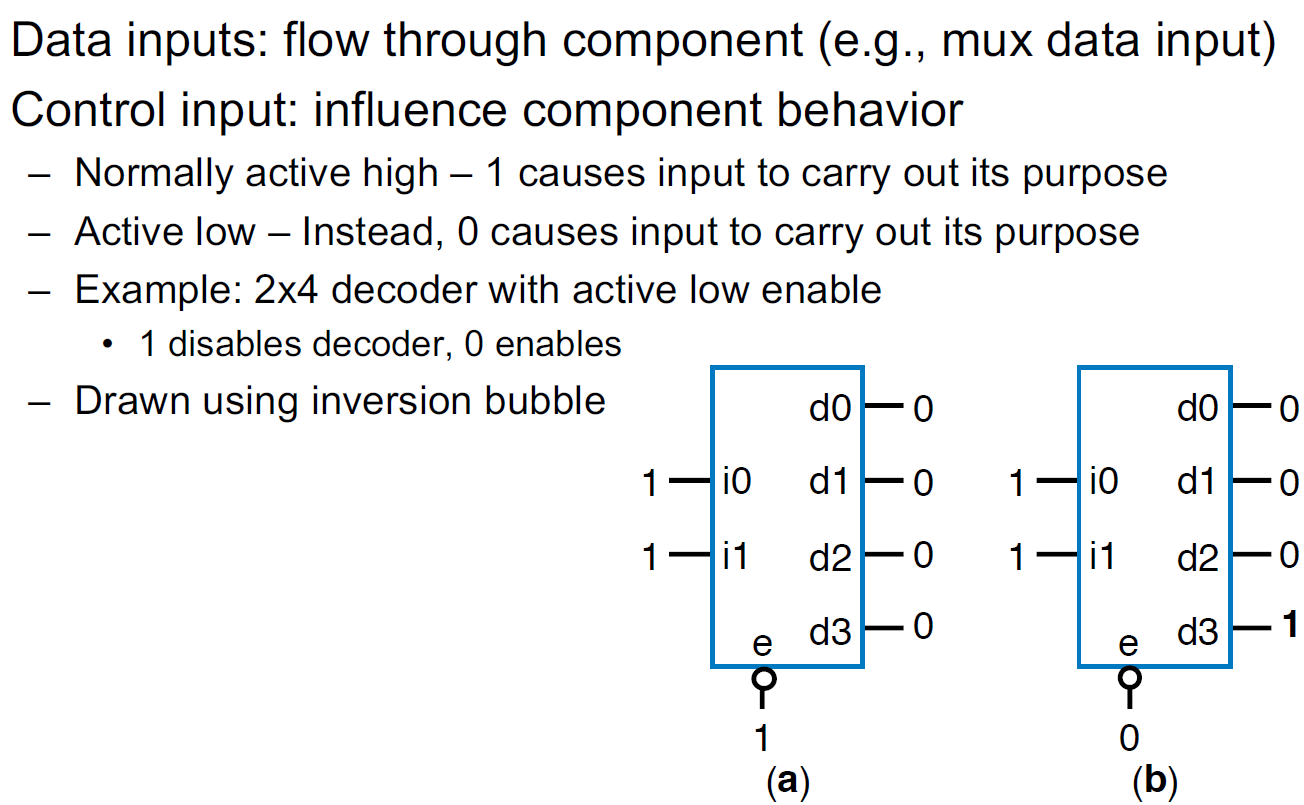 Data inputs: flow through component (e.g., mux data input)
Control input: influence component behavior
– Normally active high – 1 causes input to carry out its purpose
– Active low – Instead, 0 causes input to carry out its purpose
– Example: 2x4 decoder with active low enable
• 1 disables decoder, 0 enables
– Drawn using inversion bubble
d0 0
1 i0 d1 0
1 i1 d2 0
e d3 0
1
(a)
d0 0
1 i0 d1 0
1 i1 d2 0
e d3 1
0
(b)